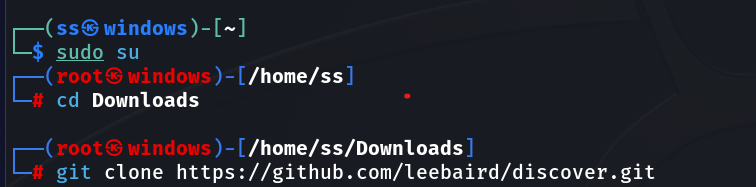 ┌──(ss㉿windows)-[~]
└─$ sudo su
┌──(root㉿windows)-[/home/ss]
└─# cd Downloads
┌──(root㉿windows)-[/home/ss/Downloads]
└─# git clone https://github.com/leebaird/discover.git